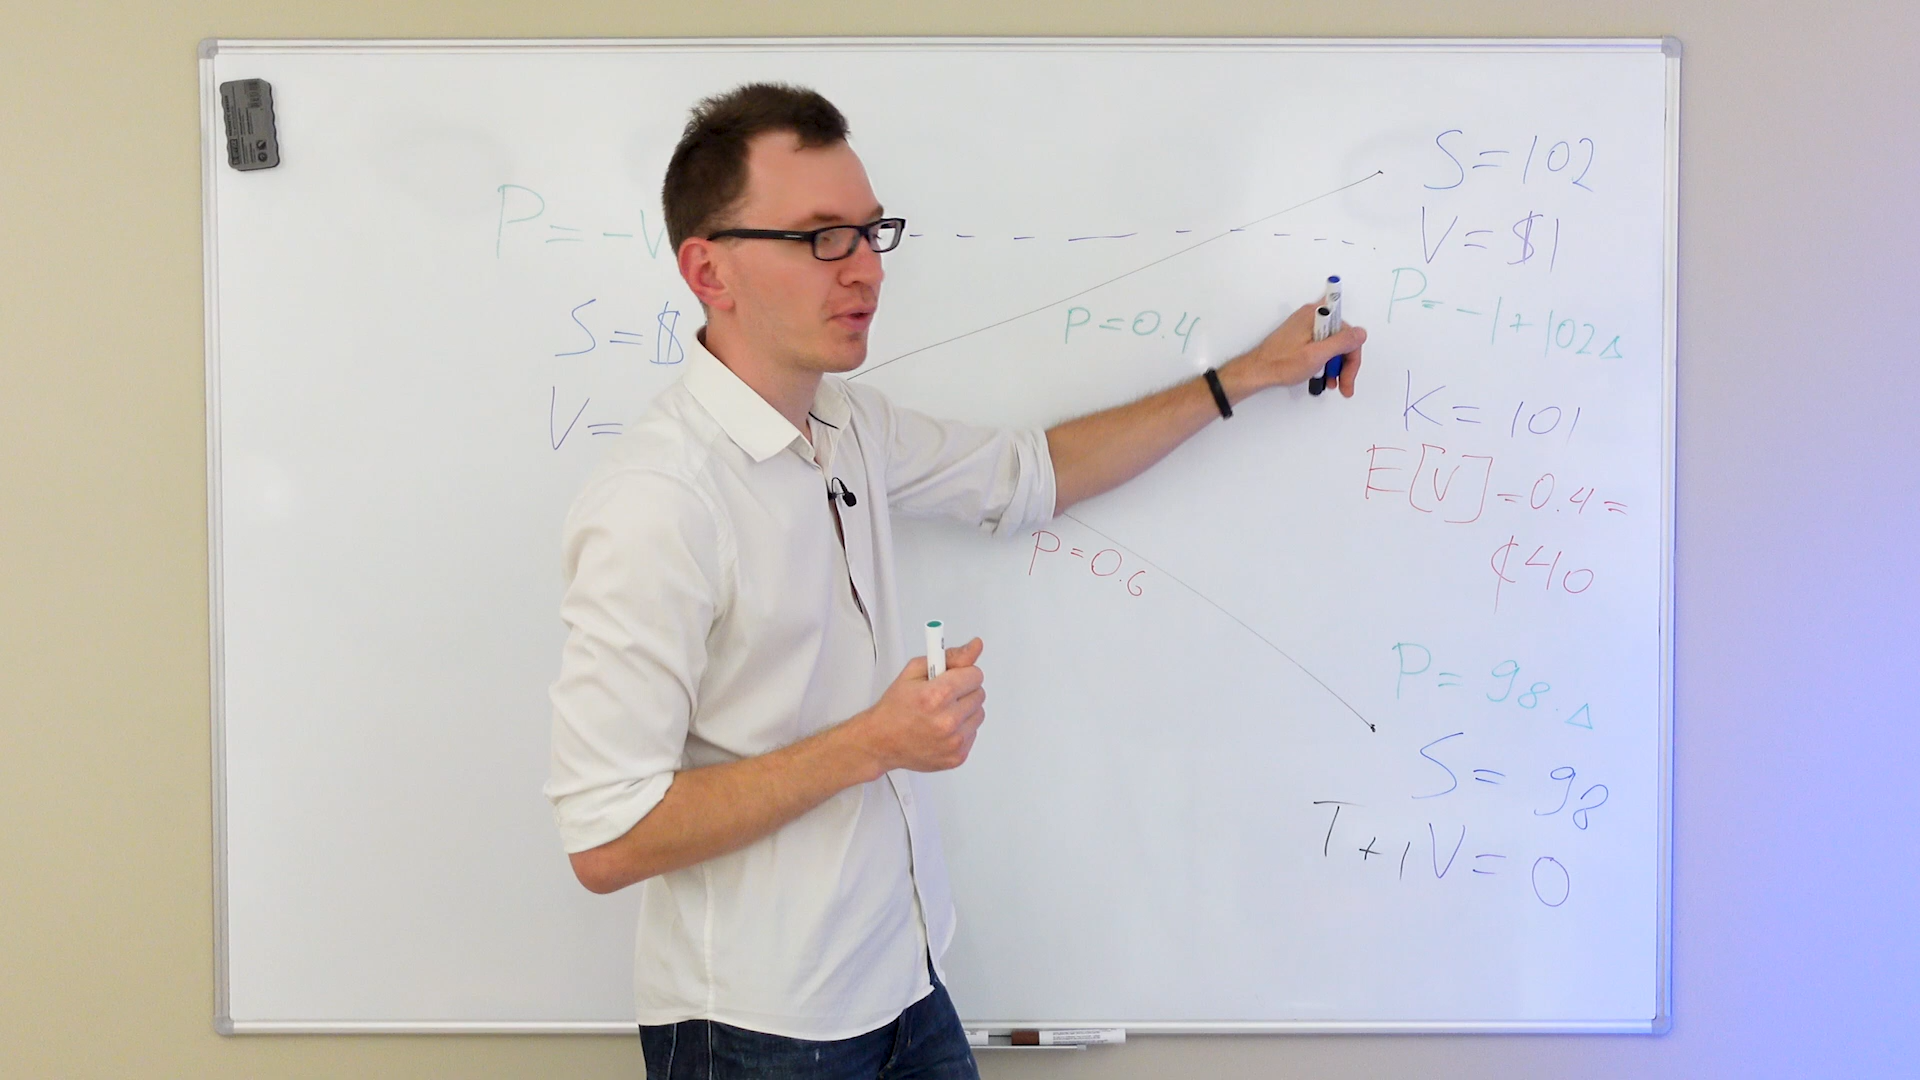 P = -V
S = $
V =
P = 0.4
P = 0.6
S = 102
V = $1
P = -1 + 102Δ
K = 101
E[V] = 0.4 =
¢40
P = 98·Δ
S = 98
T+1 V = 0